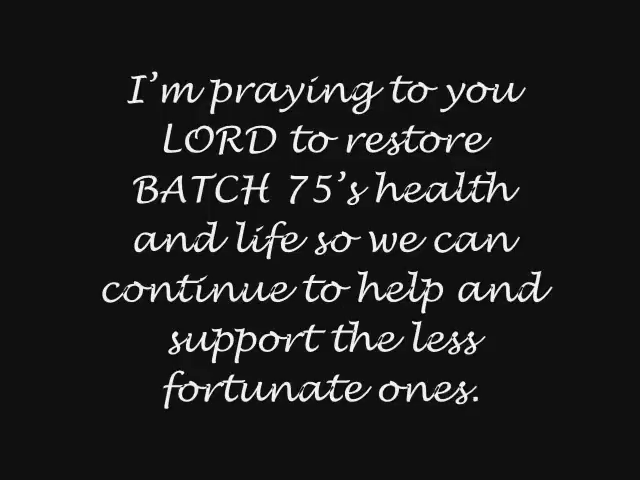 I'm praying to you
LORD to restore
BATCH 75's health
and life so we can
continue to help and
support the less
fortunate ones.